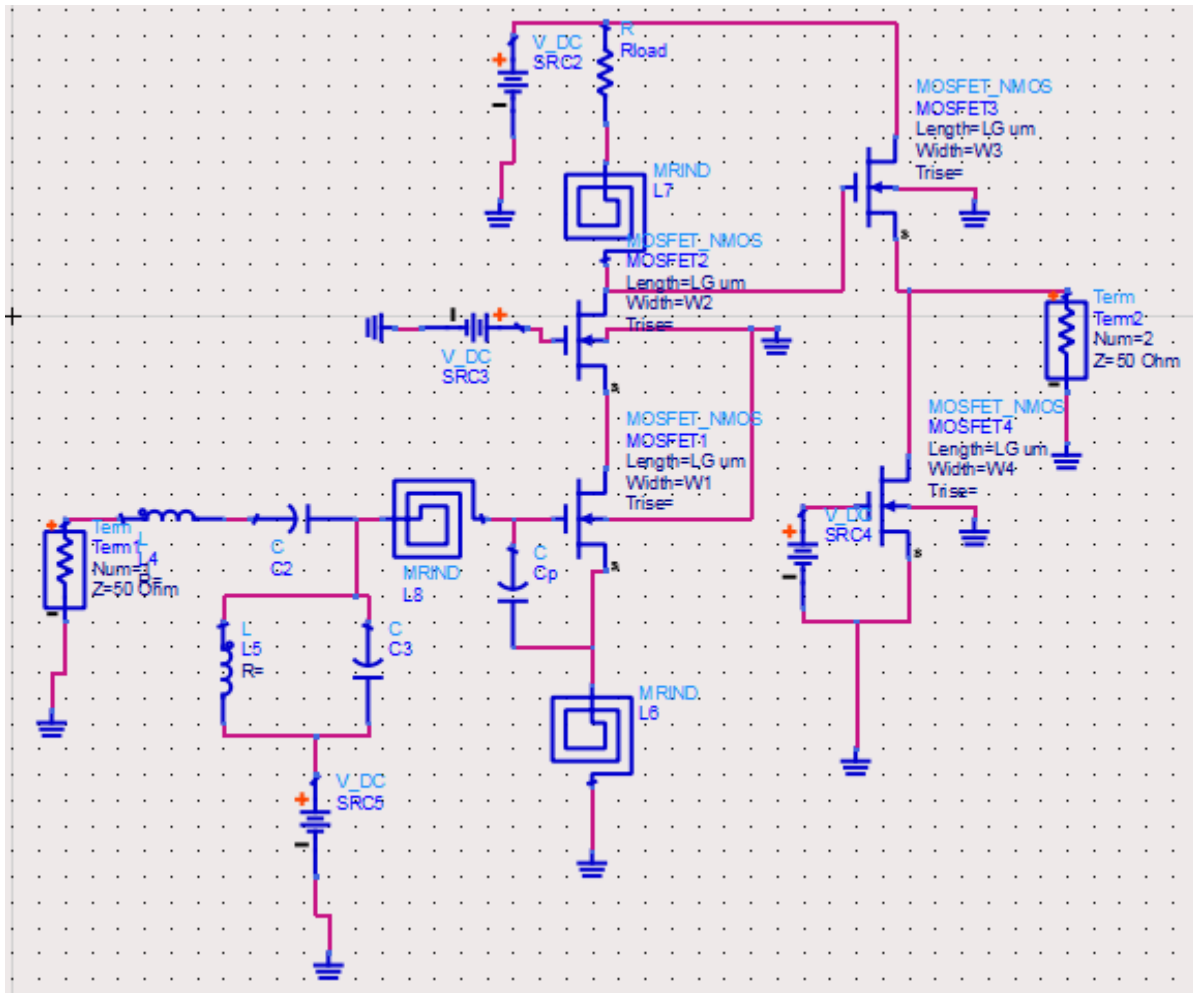 V_DC
SRC2
R
Rload
MOSFET_NMOS
MOSFET3
Length=LG um
Width=W3
Trise=
MRIND
L7
MOSFET_NMOS
MOSFET2
Length=LG um
Width=W2
Trise=
V_DC
SRC3
Term
Term2
Num=2
Z=50 Ohm
s
s
MOSFET_NMOS
MOSFET1
Length=LG um
Width=W1
Trise=
MOSFET_NMOS
MOSFET4
Length=LG um
Width=W4
Trise=
V_DC
SRC4
s
s
Term
Term1
Num=1
Z=50 Ohm
L
L4
R=
C
C2
MRIND
L8
C
Cp
L
L5
R=
C
C3
MRIND
L6
V_DC
SRC5